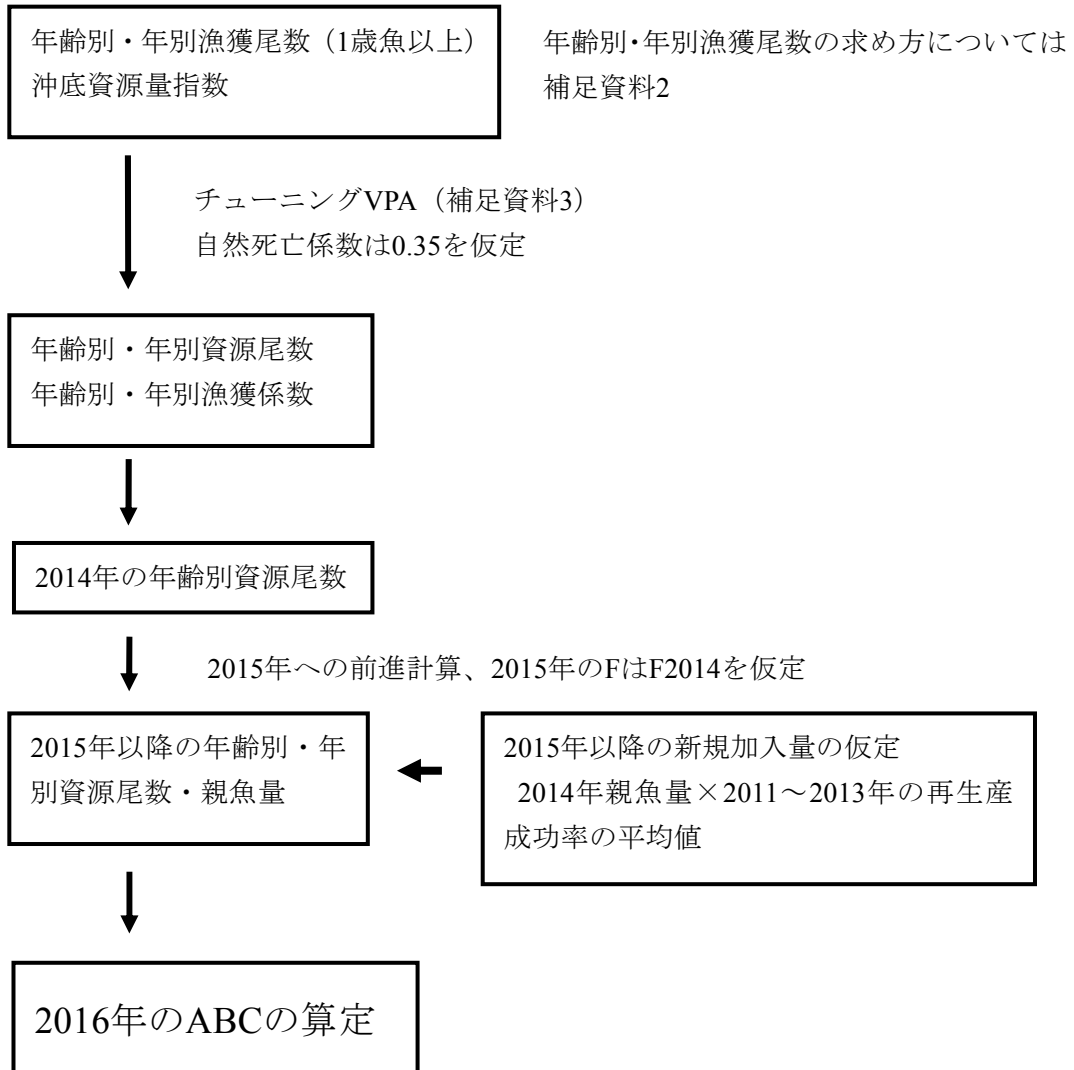 年齢別・年別漁獲尾数（1歳魚以上）
沖底資源量指数
年齢別・年別漁獲尾数の求め方については
補足資料2
チューニングVPA（補足資料3）
自然死亡係数は0.35を仮定
年齢別・年別資源尾数
年齢別・年別漁獲係数
2014年の年齢別資源尾数
2015年への前進計算、2015年のFはF2014を仮定
2015年以降の年齢別・年
別資源尾数・親魚量
2015年以降の新規加入量の仮定
2014年親魚量×2011～2013年の再生産
成功率の平均値
2016年のABCの算定